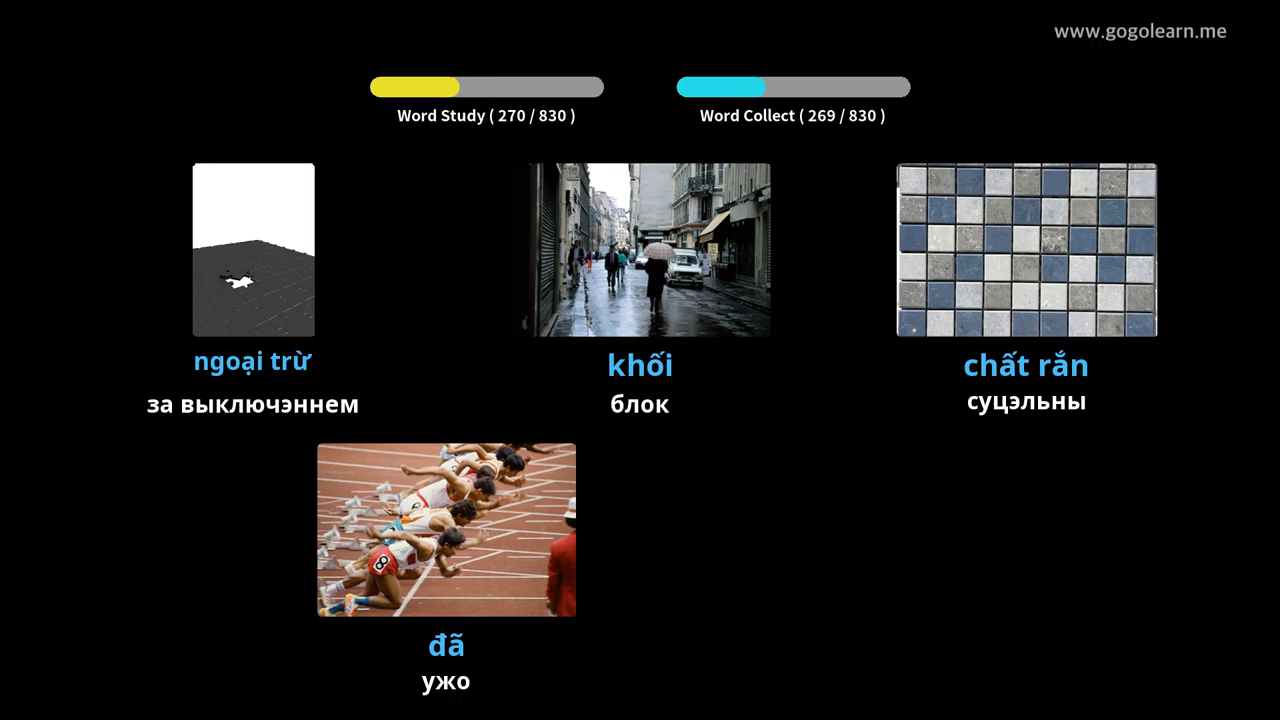 www.gogolearn.me
Word Study ( 270 / 830 )
Word Collect ( 269 / 830 )
ngoại trừ
за выключэннем
khối
блок
chất rắn
суцэльны
đã
ужо